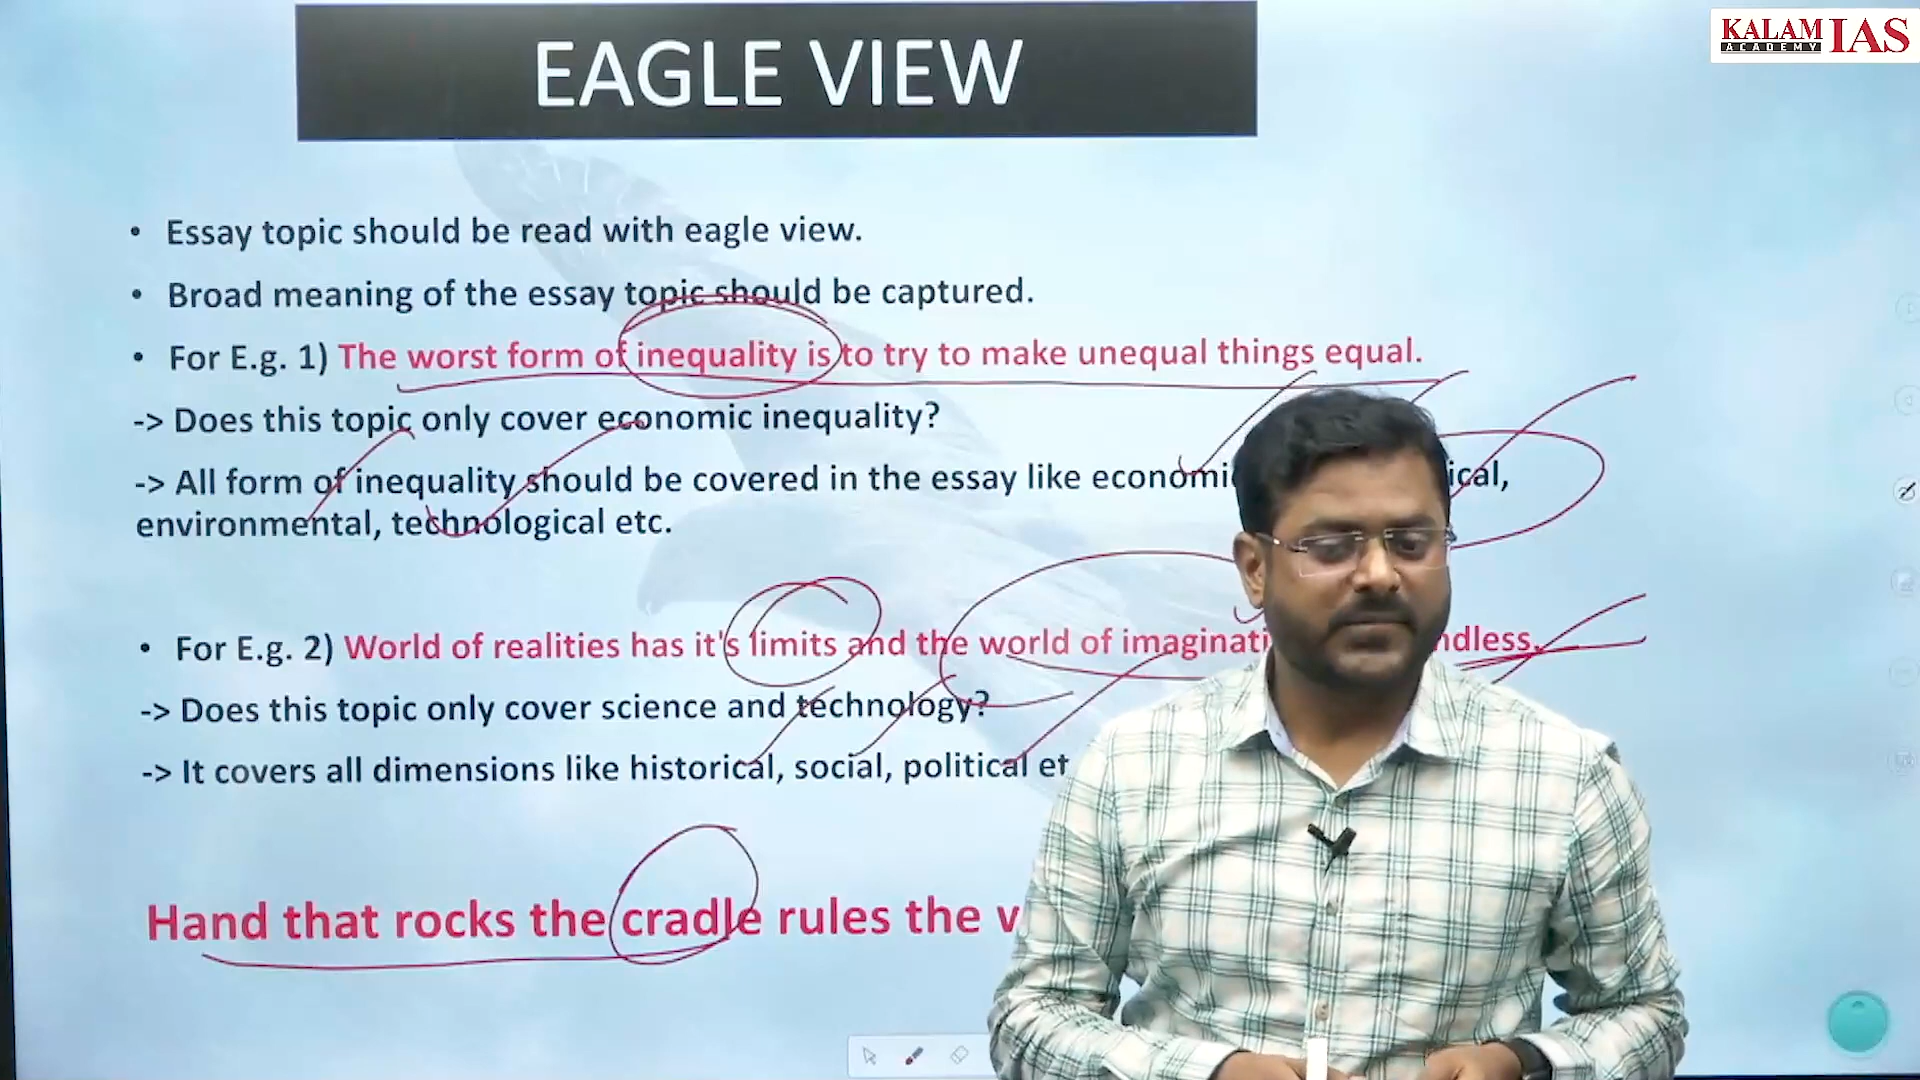 KALAM IAS
ACADEMY
EAGLE VIEW
• Essay topic should be read with eagle view.
• Broad meaning of the essay topic should be captured.
• For E.g. 1) The worst form of inequality is to try to make unequal things equal.
-> Does this topic only cover economic inequality?
-> All form of inequality should be covered in the essay like
environmental, technological etc.
• For E.g. 2) World of realities has it's limits and the world of
-> Does this topic only cover science and technology?
-> It covers all dimensions like historical, social, political
Hand that rocks the cradle rules the